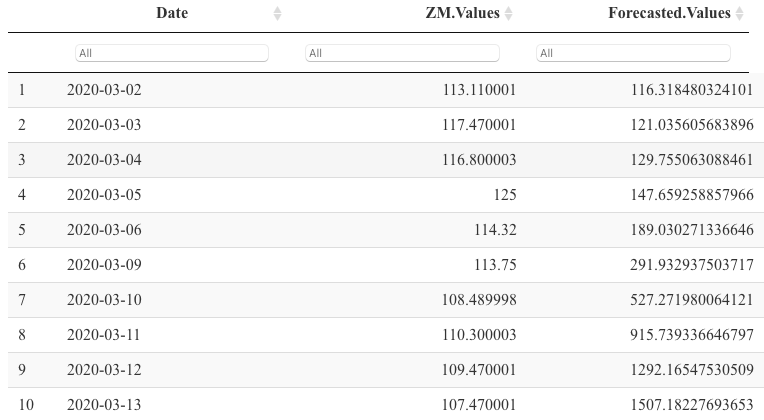 Date ZM.Values Forecasted.Values
All All All
1 2020-03-02 113.110001 116.318480324101
2 2020-03-03 117.470001 121.035605683896
3 2020-03-04 116.800003 129.755063088461
4 2020-03-05 125 147.659258857966
5 2020-03-06 114.32 189.030271336646
6 2020-03-09 113.75 291.932937503717
7 2020-03-10 108.489998 527.271980064121
8 2020-03-11 110.300003 915.739336646797
9 2020-03-12 109.470001 1292.16547530509
10 2020-03-13 107.470001 1507.18227693653